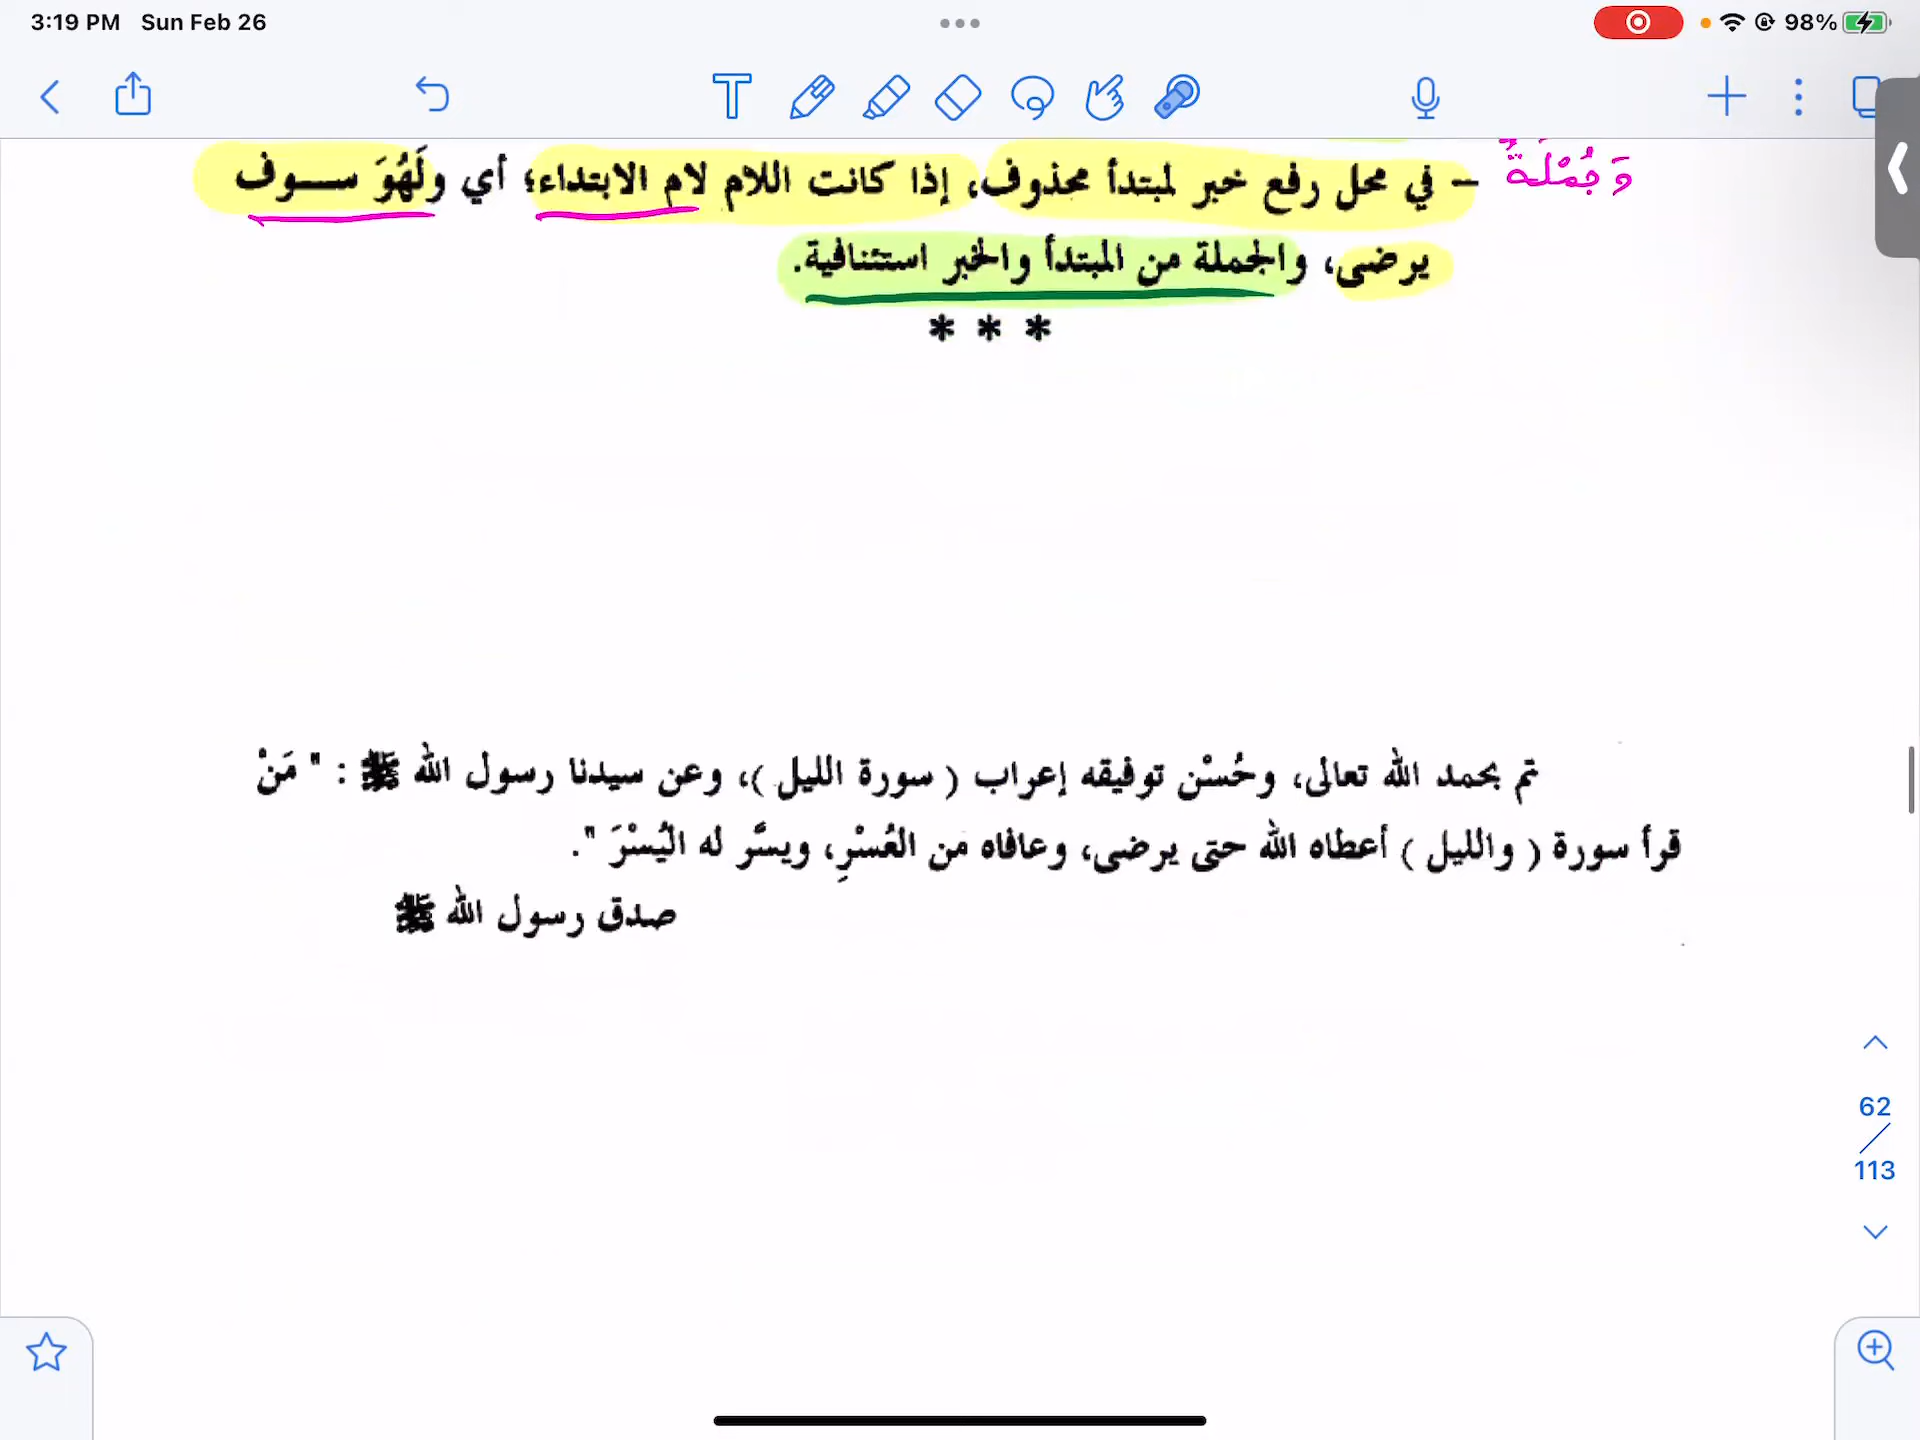 3:19 PM Sun Feb 26 98%
وَجُمْلَةُ – في محل رفع خبر لمبتدأ محذوف، إذا كانت اللام لام الابتداء؛ أي ولَهُوَ ســوف
يرضى، والجملة من المبتدأ والخبر استئنافية.
* * *
تم بحمد الله تعالى، وحُسْن توفيقه إعراب ( سورة الليل )، وعن سيدنا رسول الله ﷺ : " مَنْ
قرأ سورة ( والليل ) أعطاه الله حتى يرضى، وعافاه من العُسْرِ، ويسَّر له اليُسْرَ ".
صدق رسول الله ﷺ
62
113